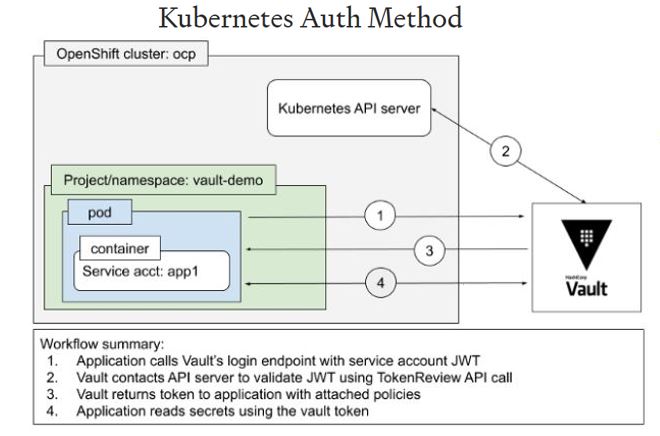 Kubernetes Auth Method
OpenShift cluster: ocp
Kubernetes API server
2
Project/namespace: vault-demo
pod
1
container
3
Service acct: app1
4
HashiCorp
Vault
Workflow summary:
1. Application calls Vault's login endpoint with service account JWT
2. Vault contacts API server to validate JWT using TokenReview API call
3. Vault returns token to application with attached policies
4. Application reads secrets using the vault token